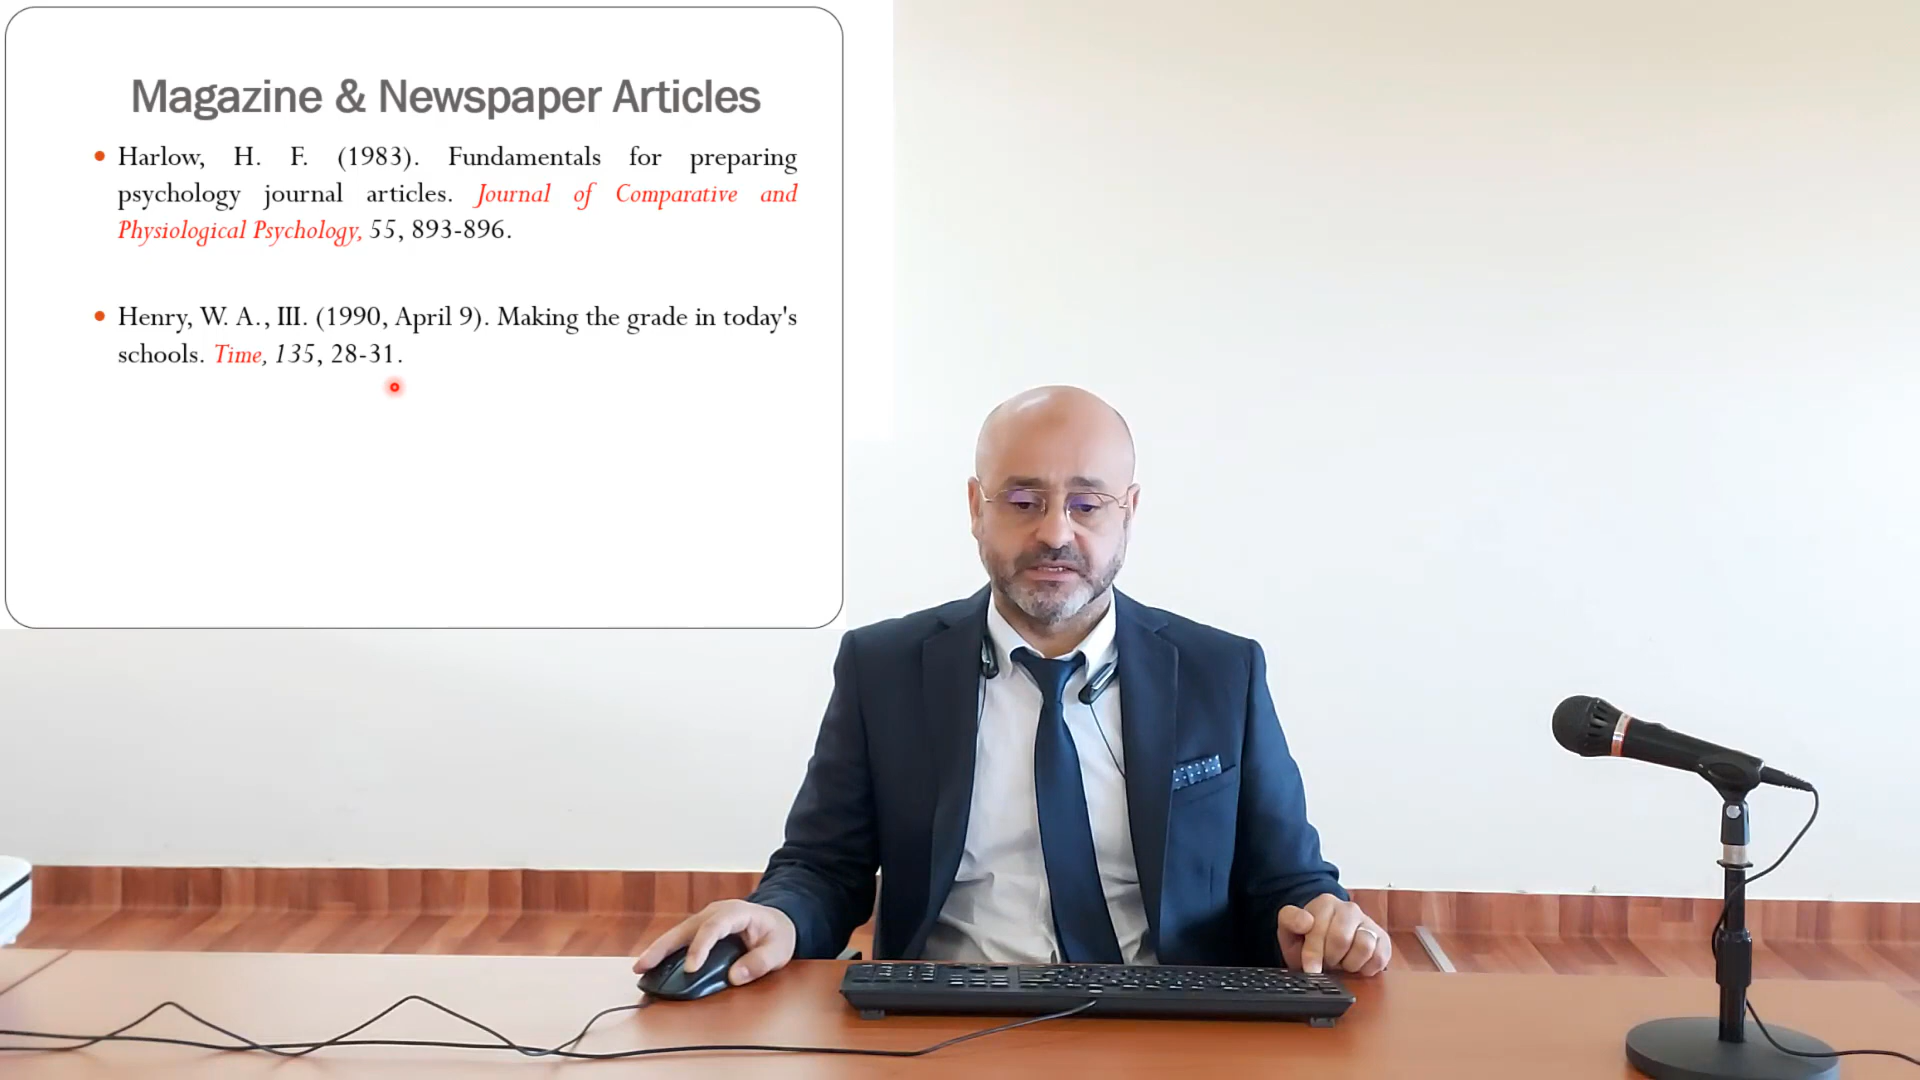 Magazine & Newspaper Articles
Harlow, H. F. (1983). Fundamentals for preparing
psychology journal articles. Journal of Comparative and
Physiological Psychology, 55, 893-896.
Henry, W. A., III. (1990, April 9). Making the grade in today's
schools. Time, 135, 28-31.